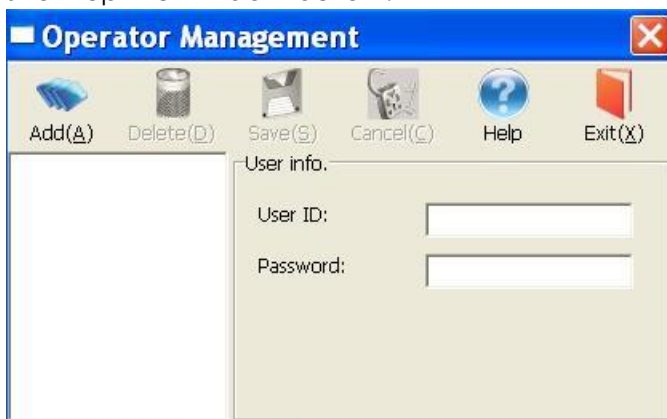 Operator Management
Add(A) Delete(D) Save(S) Cancel(C) Help Exit(X)
User info.
User ID:
Password: